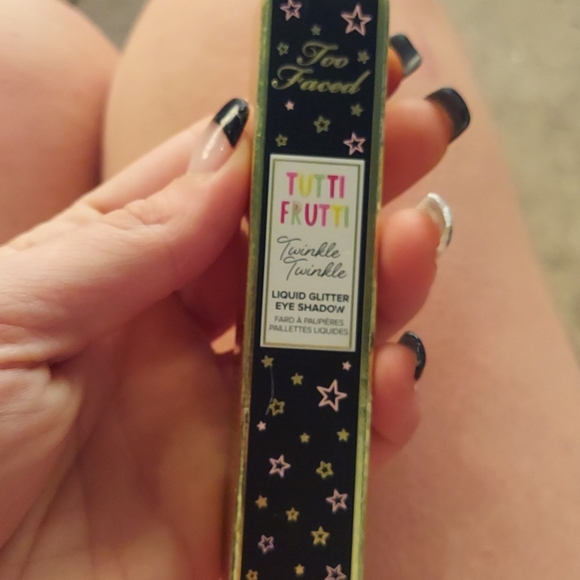 Too
Faced
TUTTI
FRUTTI
Twinkle
Twinkle
LIQUID GLITTER
EYE SHADOW
FARD À PAUPIÈRES
PAILLETTES LIQUIDES